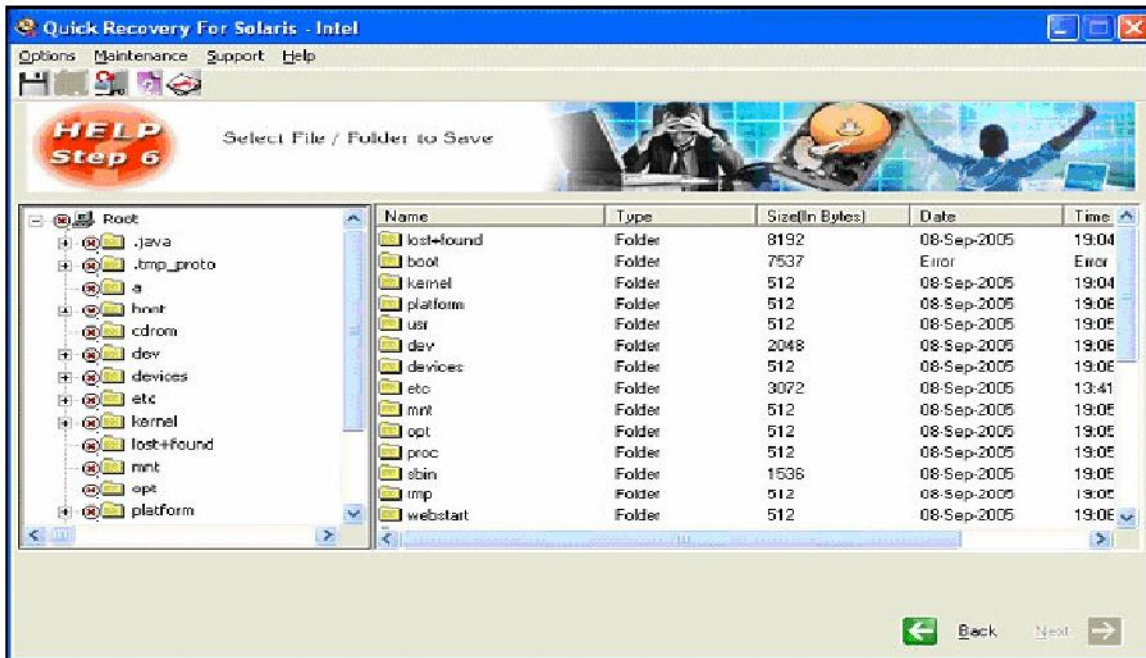 Quick Recovery For Solaris - Intel
Options Maintenance Support Help
HELP
Step 6
Select File / Folder to Save
Root
.java
.tmp_proto
a
boot
cdrom
dev
devices
etc
kernel
lost+found
mnt
opt
platform
Name Type Size(In Bytes) Date Time
lost+found Folder 8192 08-Sep-2005 19:04
boot Folder 7537 Error Error
kernel Folder 512 08-Sep-2005 19:04
platform Folder 512 08-Sep-2005 19:06
usr Folder 512 08-Sep-2005 19:05
dev Folder 2048 08-Sep-2005 19:06
devices Folder 512 08-Sep-2005 19:06
etc Folder 3072 08-Sep-2005 13:41
mnt Folder 512 08-Sep-2005 19:05
opt Folder 512 08-Sep-2005 19:05
proc Folder 512 08-Sep-2005 19:05
sbin Folder 1536 08-Sep-2005 19:05
tmp Folder 512 08-Sep-2005 19:05
webstart Folder 512 08-Sep-2005 19:06
Back Next